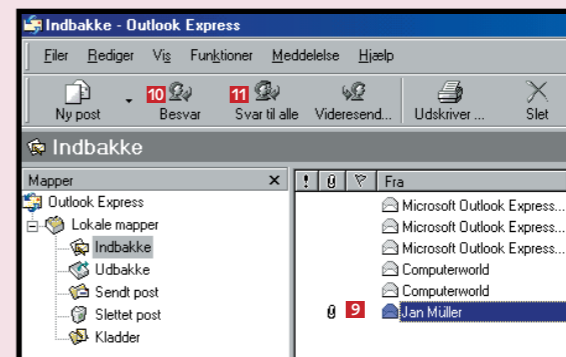 Indbakke - Outlook Express
Filer Rediger Vis Funktioner Meddelelse Hjælp
10 11
Ny post Besvar Svar til alle Videresend... Udskriver ... Slet
Indbakke
Mapper × ! Fra
Outlook Express Microsoft Outlook Express...
Lokale mapper Microsoft Outlook Express...
Indbakke Microsoft Outlook Express...
Udbakke Computerworld
Sendt post Computerworld
Slettet post 9 Jan Müller
Kladder